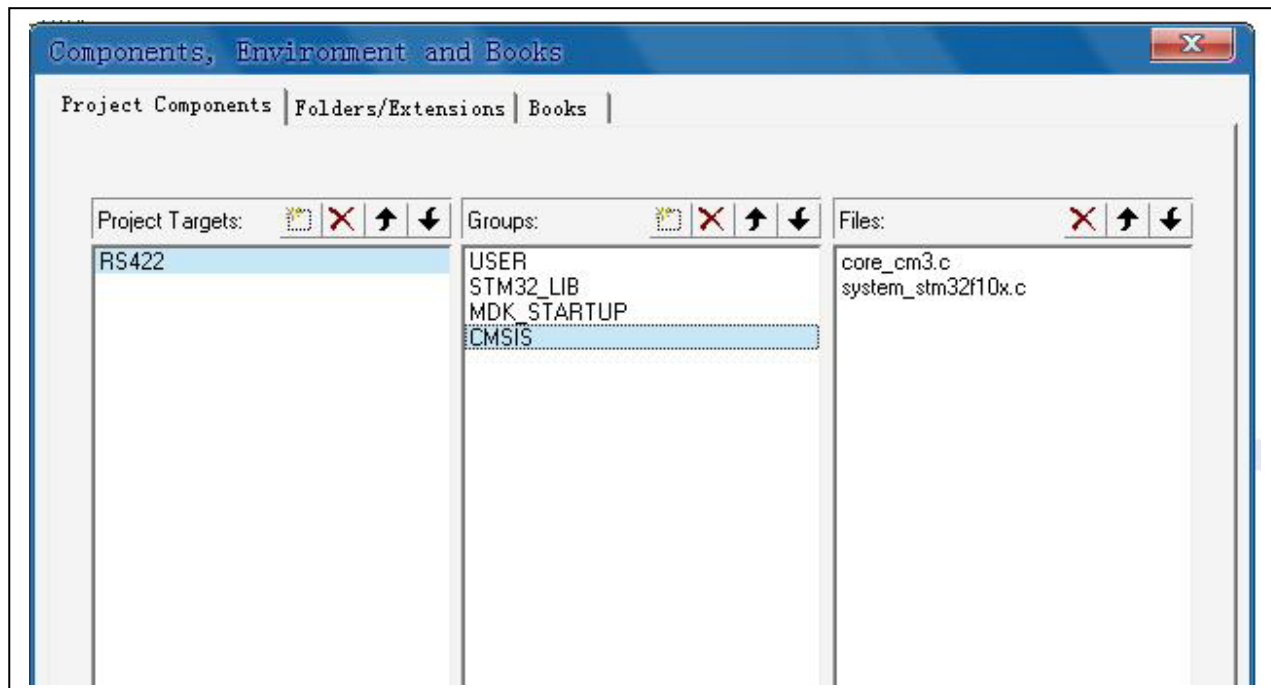 Components, Environment and Books
Project Components Folders/Extensions Books
Project Targets: Groups: Files:
RS422
USER
STM32_LIB
MDK_STARTUP
CMSIS
core_cm3.c
system_stm32f10x.c